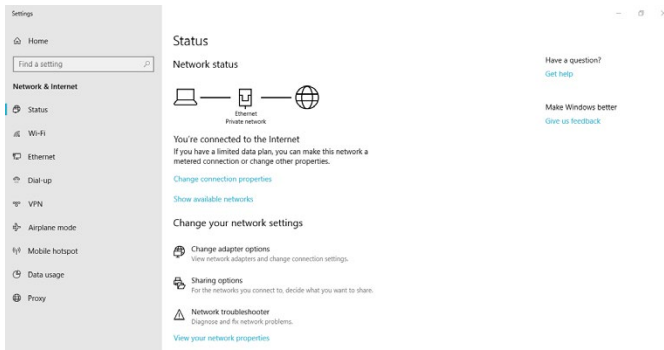 Settings
Home
Find a setting
Network & Internet
Status
Wi-Fi
Ethernet
Dial-up
VPN
Airplane mode
Mobile hotspot
Data usage
Proxy
Status
Network status
Ethernet
Private network
You're connected to the Internet
If you have a limited data plan, you can make this network a
metered connection or change other properties.
Change connection properties
Show available networks
Change your network settings
Change adapter options
View network adapters and change connection settings.
Sharing options
For the networks you connect to, decide what you want to share.
Network troubleshooter
Diagnose and fix network problems.
View your network properties
Have a question?
Get help
Make Windows better
Give us feedback